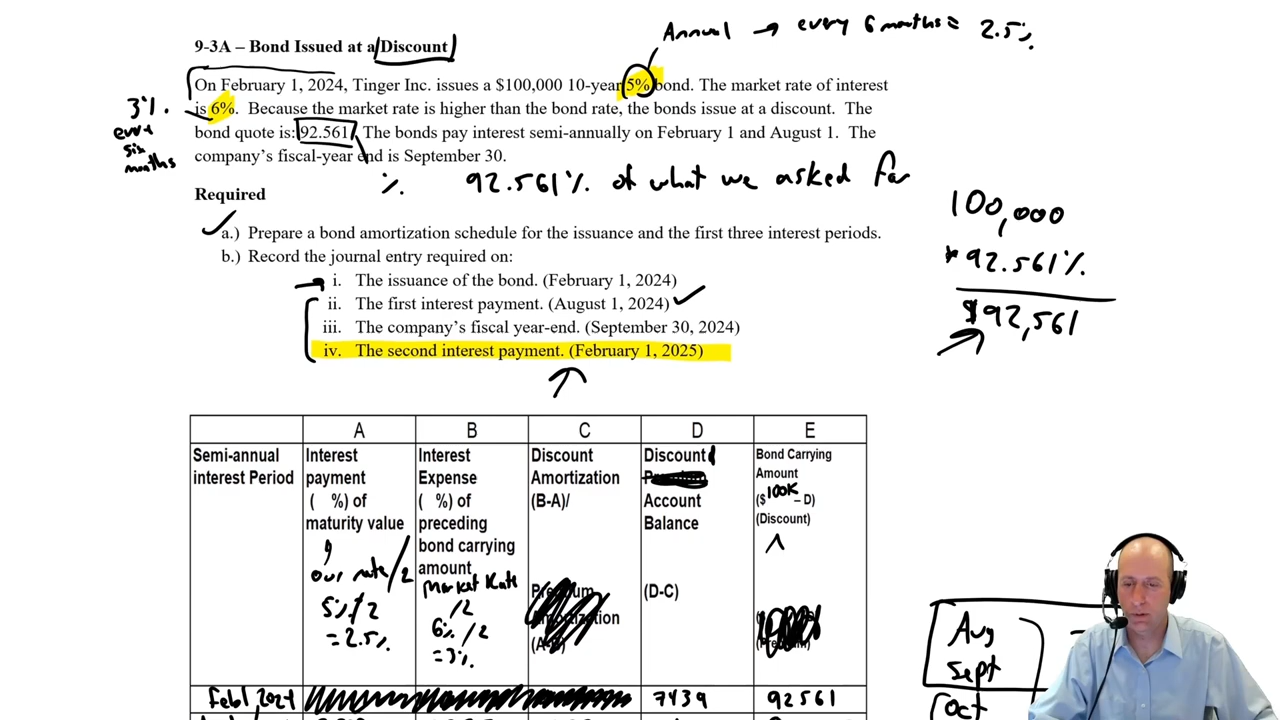 Annual → every 6 months = 2.5%
9-3A – Bond Issued at a Discount
On February 1, 2024, Tinger Inc. issues a $100,000 10-year 5% bond. The market rate of interest
is 6%. Because the market rate is higher than the bond rate, the bonds issue at a discount. The
bond quote is: 92.561. The bonds pay interest semi-annually on February 1 and August 1. The
company's fiscal-year end is September 30.
3%.
every
six
months
% 92.561% of what we asked for
Required
a.) Prepare a bond amortization schedule for the issuance and the first three interest periods.
b.) Record the journal entry required on:
i. The issuance of the bond. (February 1, 2024)
ii. The first interest payment. (August 1, 2024)
iii. The company's fiscal year-end. (September 30, 2024)
iv. The second interest payment. (February 1, 2025)
100,000
* 92.561%
$92,561
A B C D E
Semi-annual
interest Period
Interest
payment
( %) of
maturity value
our rate/2
5%/2
= 2.5%
Interest
Expense
( %) of
preceding
bond carrying
amount
Market Rate
/2
6%/2
= 3%
Discount
Amortization
(B-A)/
Discount
Account
Balance
(D-C)
Bond Carrying
Amount
($100K – D)
(Discount)
Feb 1 2024 7439 92561
Aug
Sept
Oct